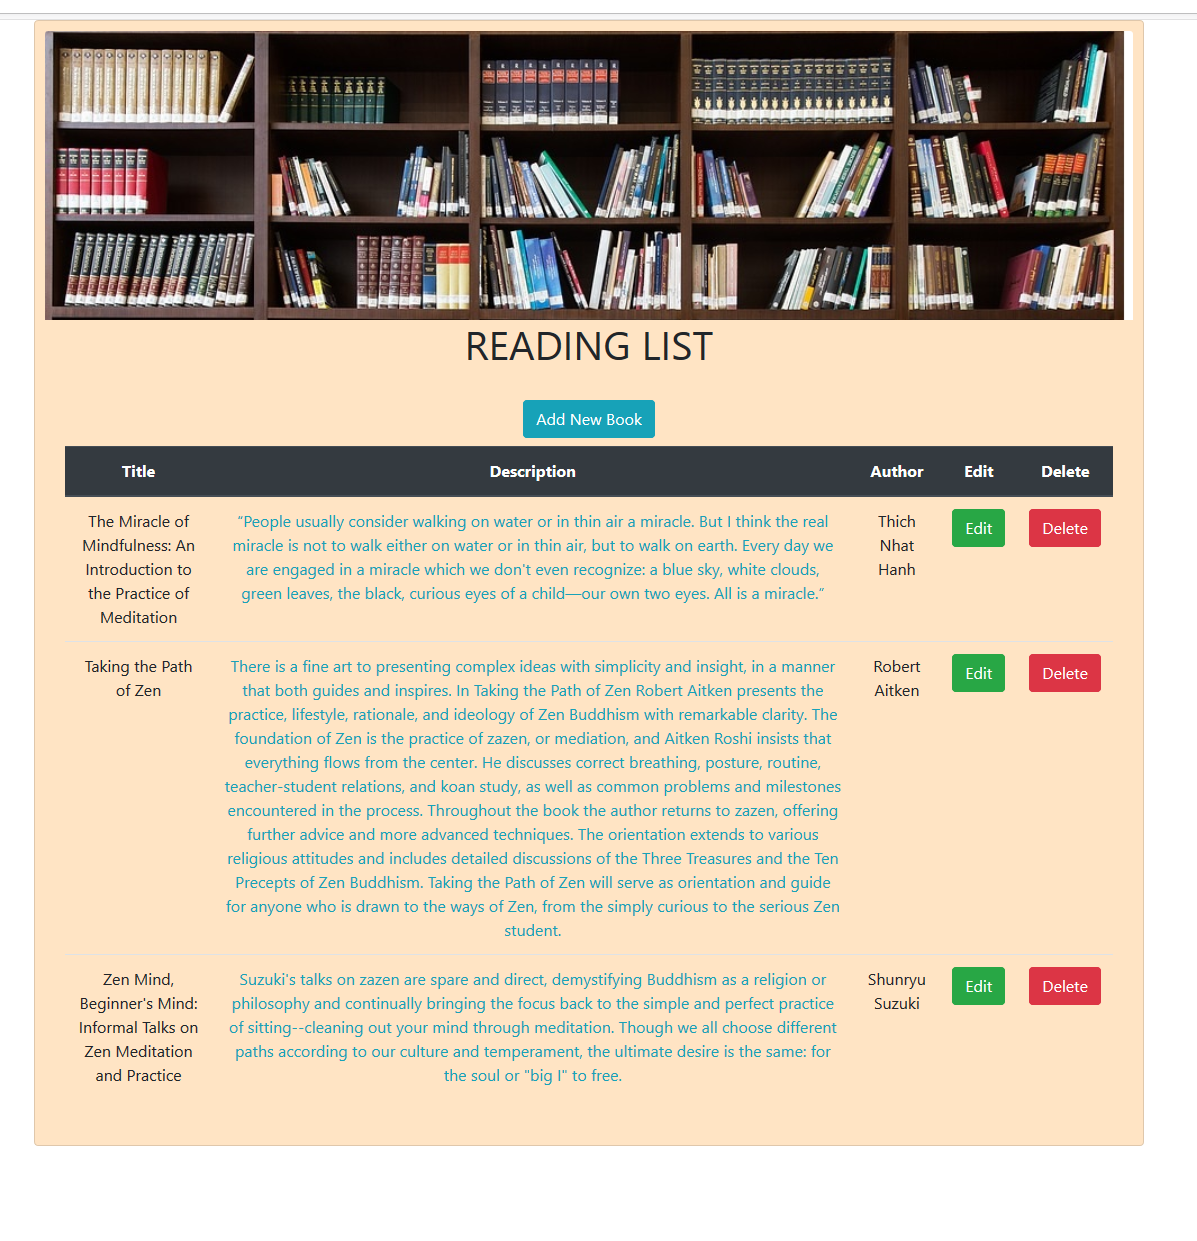 READING LIST
Add New Book
Title Description Author Edit Delete
The Miracle of
Mindfulness: An
Introduction to
the Practice of
Meditation
“People usually consider walking on water or in thin air a miracle. But I think the real
miracle is not to walk either on water or in thin air, but to walk on earth. Every day we
are engaged in a miracle which we don't even recognize: a blue sky, white clouds,
green leaves, the black, curious eyes of a child—our own two eyes. All is a miracle.”
Thich
Nhat
Hanh
Edit
Delete
Taking the Path
of Zen
There is a fine art to presenting complex ideas with simplicity and insight, in a manner
that both guides and inspires. In Taking the Path of Zen Robert Aitken presents the
practice, lifestyle, rationale, and ideology of Zen Buddhism with remarkable clarity. The
foundation of Zen is the practice of zazen, or mediation, and Aitken Roshi insists that
everything flows from the center. He discusses correct breathing, posture, routine,
teacher-student relations, and koan study, as well as common problems and milestones
encountered in the process. Throughout the book the author returns to zazen, offering
further advice and more advanced techniques. The orientation extends to various
religious attitudes and includes detailed discussions of the Three Treasures and the Ten
Precepts of Zen Buddhism. Taking the Path of Zen will serve as orientation and guide
for anyone who is drawn to the ways of Zen, from the simply curious to the serious Zen
student.
Robert
Aitken
Edit
Delete
Zen Mind,
Beginner's Mind:
Informal Talks on
Zen Meditation
and Practice
Suzuki's talks on zazen are spare and direct, demystifying Buddhism as a religion or
philosophy and continually bringing the focus back to the simple and perfect practice
of sitting--cleaning out your mind through meditation. Though we all choose different
paths according to our culture and temperament, the ultimate desire is the same: for
the soul or "big I" to free.
Shunryu
Suzuki
Edit
Delete